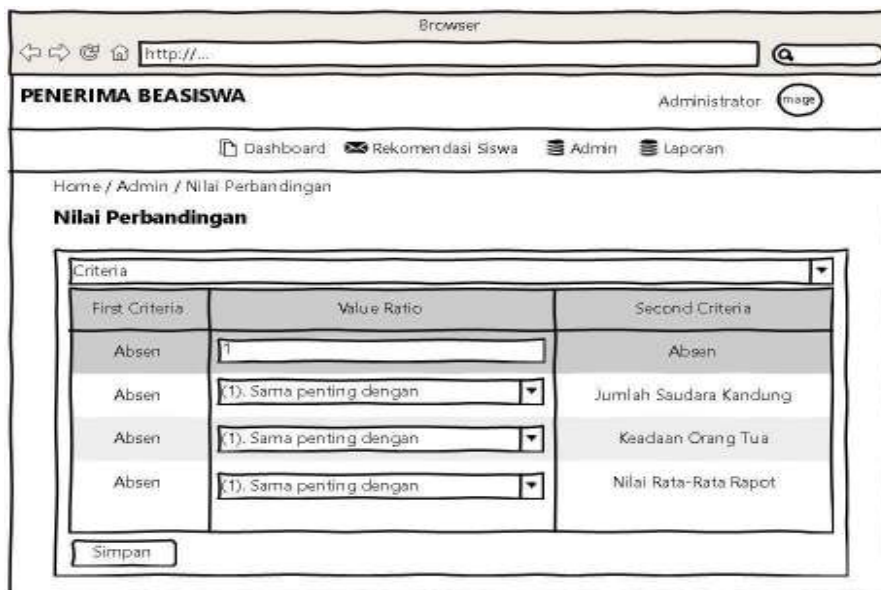 Browser
http://...
PENERIMA BEASISWA
Administrator mage
Dashboard Rekomendasi Siswa Admin Laporan
Home / Admin / Nilai Perbandingan
Nilai Perbandingan
Criteria
First Criteria Value Ratio Second Criteria
Absen 1 Absen
Absen (1). Sama penting dengan Jumlah Saudara Kandung
Absen (1). Sama penting dengan Keadaan Orang Tua
Absen (1). Sama penting dengan Nilai Rata-Rata Rapot
Simpan